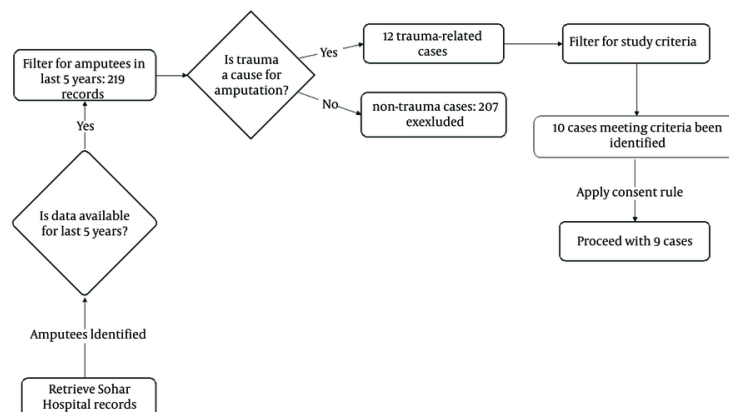 Retrieve Sohar
Hospital records
Amputees Identified
Is data available
for last 5 years?
Yes
Filter for amputees in
last 5 years: 219
records
Is trauma
a cause for
amputation?
Yes
12 trauma-related
cases
No
non-trauma cases: 207
exexluded
Filter for study criteria
10 cases meeting criteria been
identified
Apply consent rule
Proceed with 9 cases